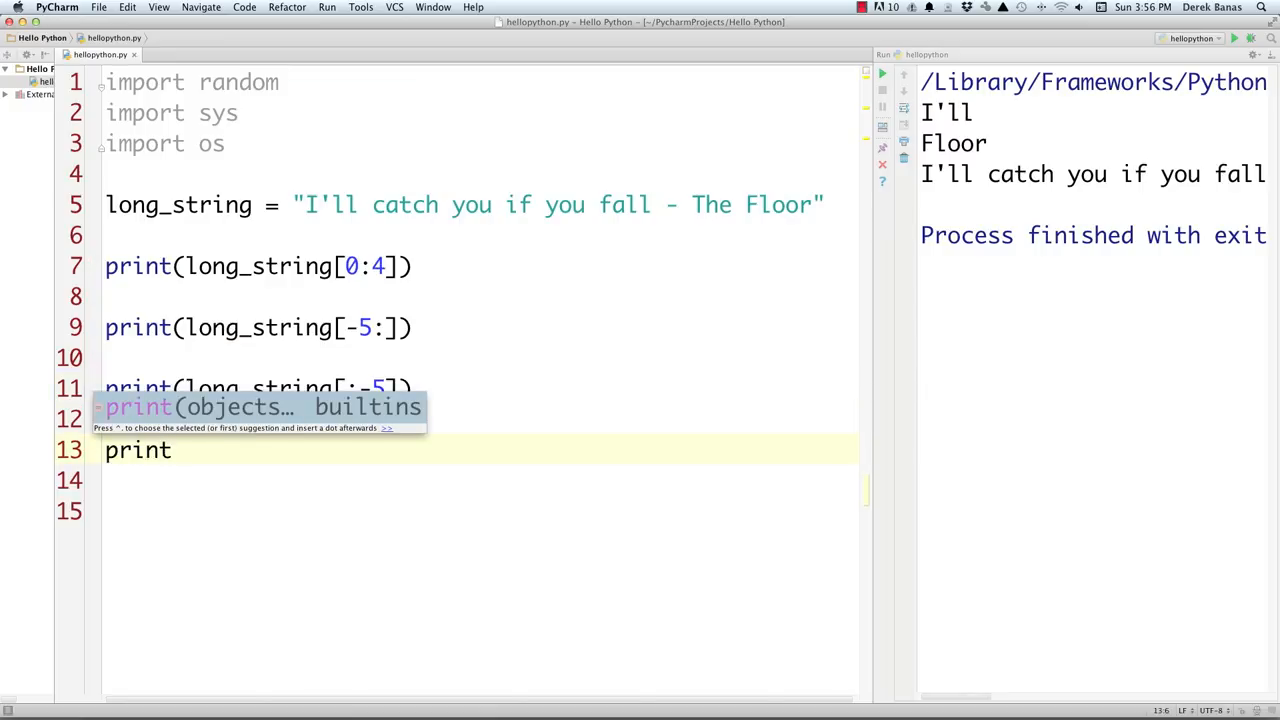 PyCharm File Edit View Navigate Code Refactor Run Tools VCS Window Help 10 Sun 3:56 PM Derek Banas
hellopython.py - Hello Python - [~/PycharmProjects/Hello Python]
Hello Python hellopython.py hellopython
hellopython.py Run hellopython
Hello P
hell
Externa
1 import random
2 import sys
3 import os
4
5 long_string = "I'll catch you if you fall - The Floor"
6
7 print(long_string[0:4])
8
9 print(long_string[-5:])
10
11 print(long_string[:-5])
12
print(objects… builtins
Press ^. to choose the selected (or first) suggestion and insert a dot afterwards >>
13 print
14
15
/Library/Frameworks/Python
I'll
Floor
I'll catch you if you fall
Process finished with exit
13:6 LF UTF-8